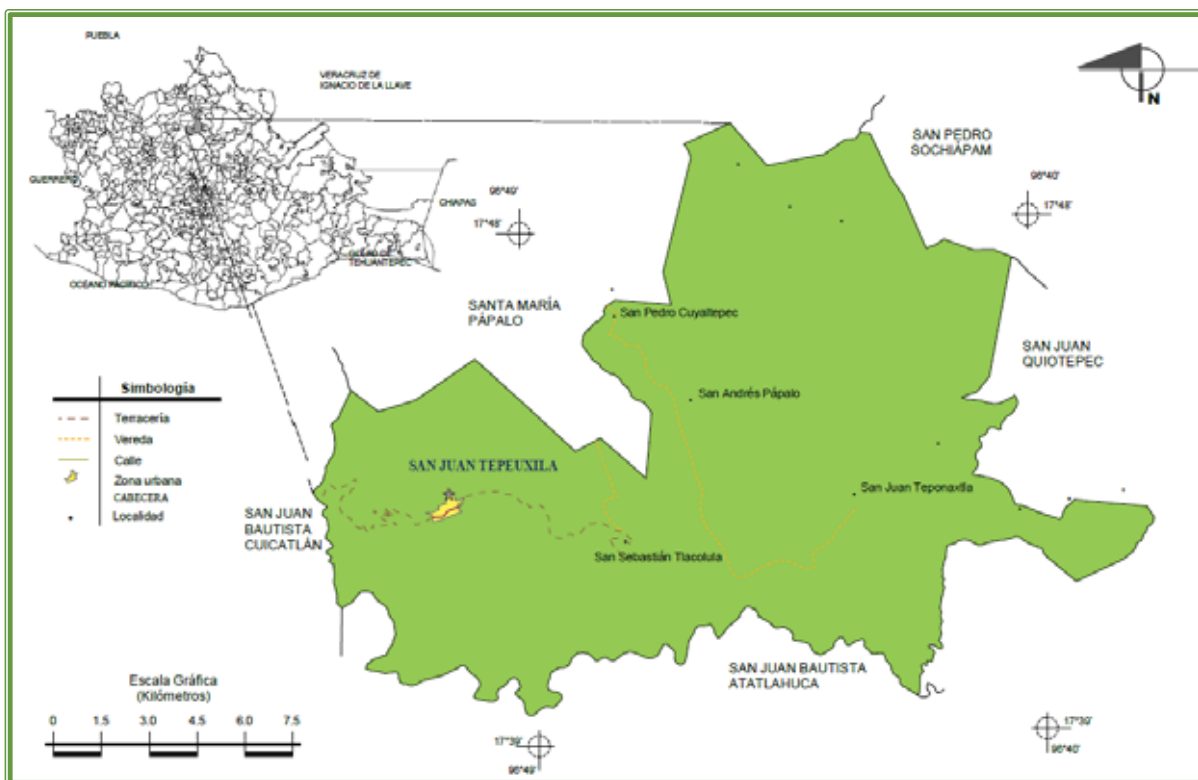 PUEBLA
VERACRUZ DE
IGNACIO DE LA LLAVE
GUERRERO
CHIAPAS
TEHUANTEPEC
OCÉANO PACÍFICO
N
SAN PEDRO
SOCHIÁPAM
96°49'
17°48'
96°40'
17°48'
SANTA MARÍA
PÁPALO
San Pedro Cuyaltepec
SAN JUAN
QUIOTEPEC
San Andrés Pápalo
Simbología
Terracería
Vereda
Calle
Zona urbana
CABECERA
Localidad
SAN JUAN TEPEUXILA
San Juan Teponaxtla
SAN JUAN
BAUTISTA
CUICATLÁN
San Sebastián Tlacolula
SAN JUAN BAUTISTA
ATATLAHUCA
Escala Gráfica
(Kilómetros)
0 1.5 3.0 4.5 6.0 7.5
17°39'
96°49'
17°39'
96°40'